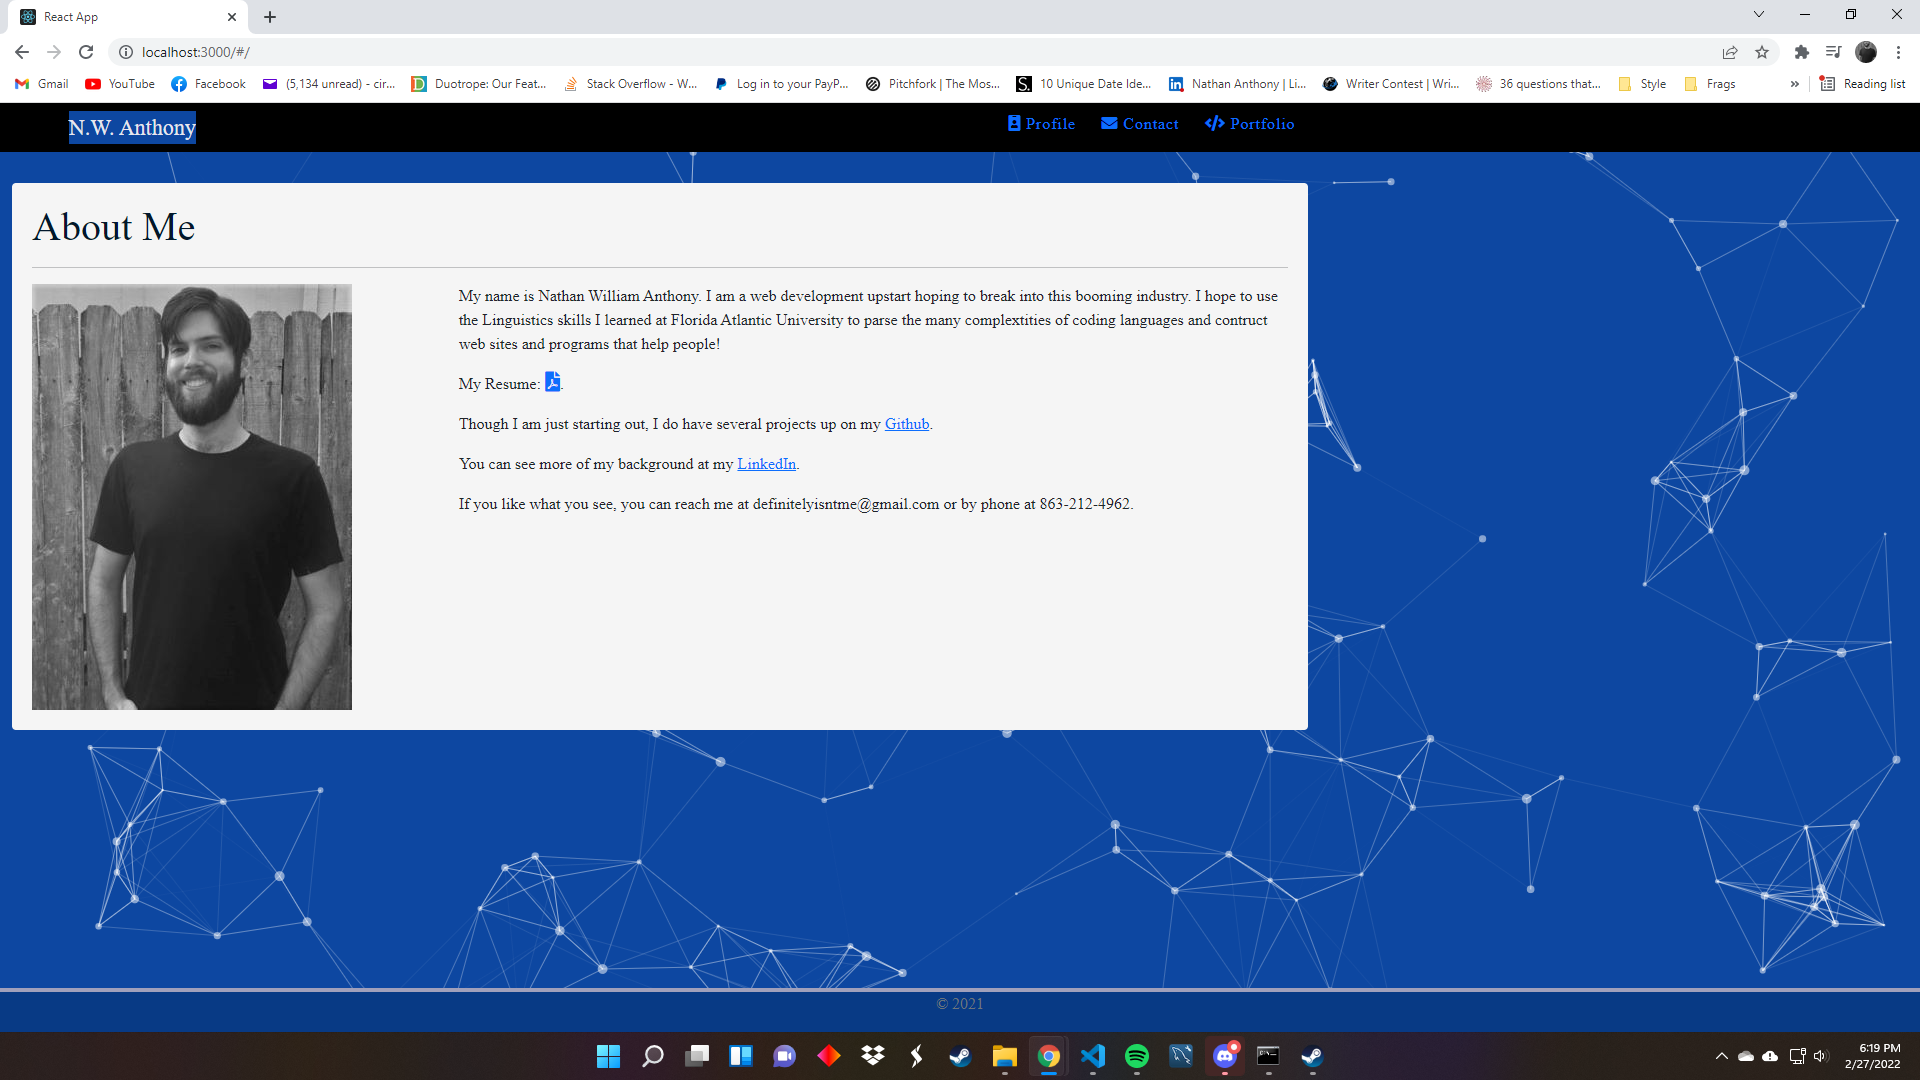 React App
localhost:3000/#/
Gmail YouTube Facebook (5,134 unread) - cir... Duotrope: Our Feat... Stack Overflow - W... Log in to your PayP... Pitchfork | The Mos... 10 Unique Date Ide... Nathan Anthony | Li... Writer Contest | Wri... 36 questions that... Style Frags » Reading list
N.W. Anthony Profile Contact Portfolio
About Me
My name is Nathan William Anthony. I am a web development upstart hoping to break into this booming industry. I hope to use
the Linguistics skills I learned at Florida Atlantic University to parse the many complextities of coding languages and contruct
web sites and programs that help people!
My Resume: .
Though I am just starting out, I do have several projects up on my Github.
You can see more of my background at my LinkedIn.
If you like what you see, you can reach me at definitelyisntme@gmail.com or by phone at 863-212-4962.
© 2021
6:19 PM
2/27/2022